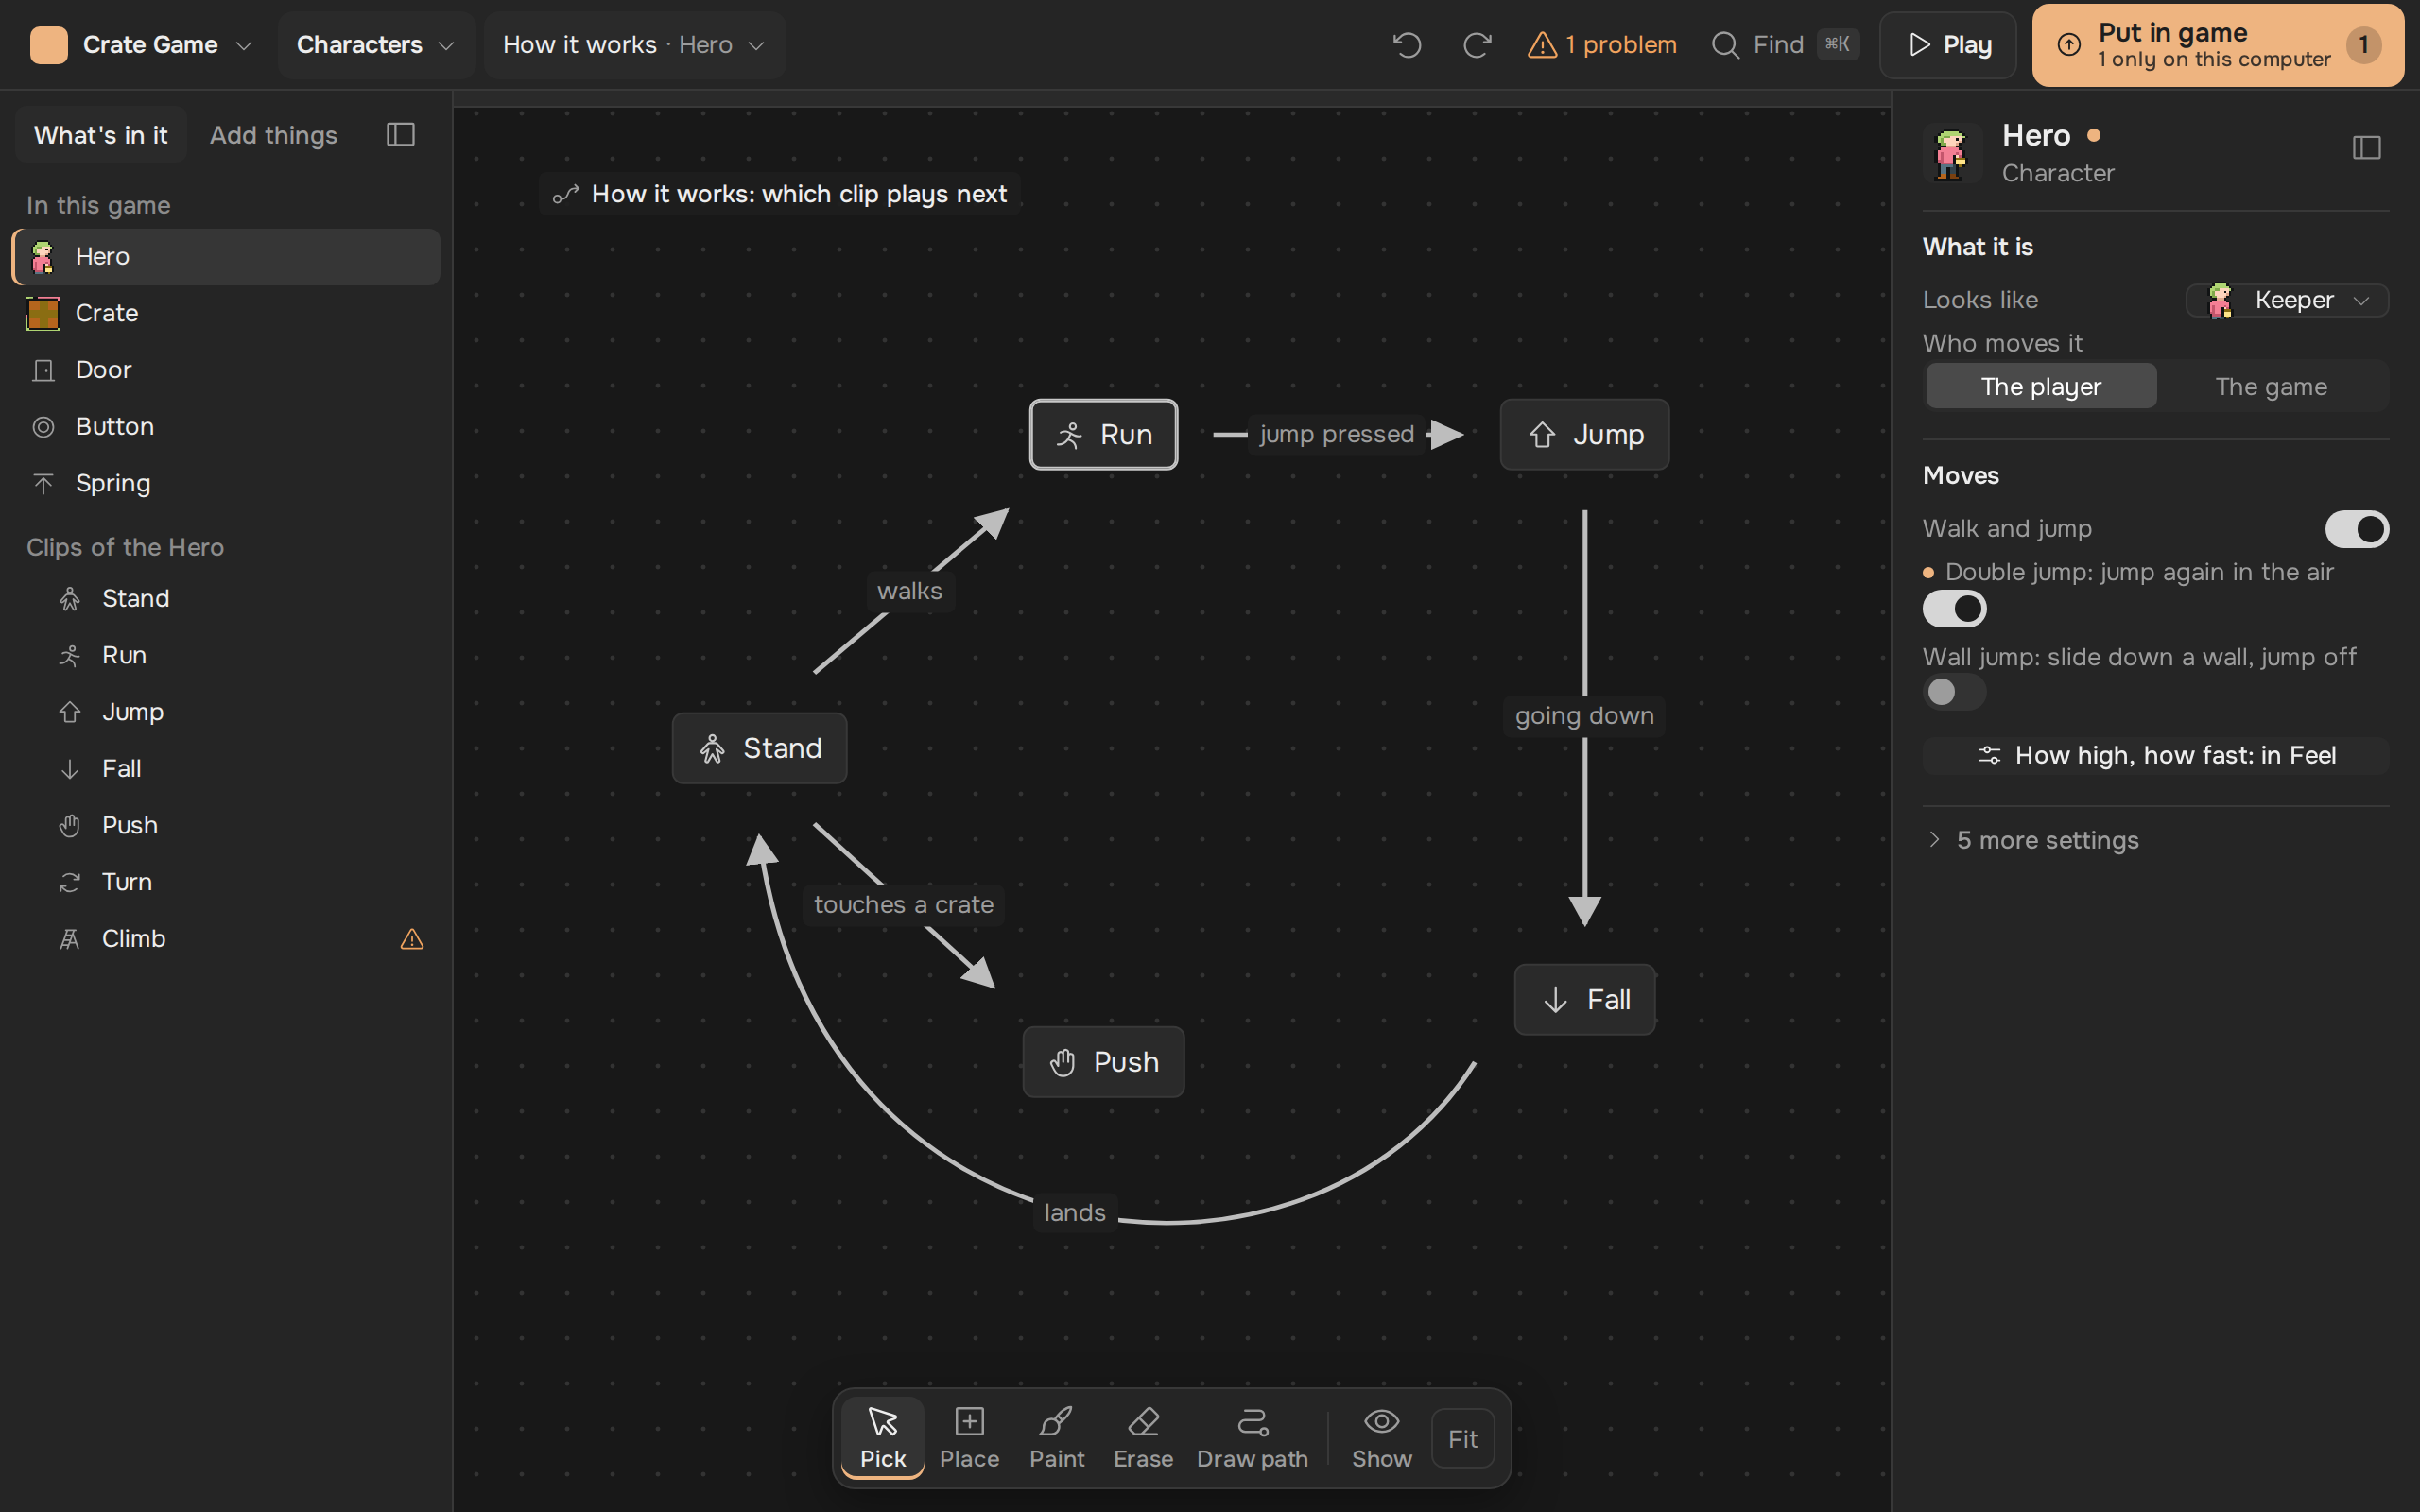 Crate Game
Characters
How it works · Hero
1 problem
Find ⌘K
Play
Put in game
1 only on this computer
1
What's in it
Add things
In this game
Hero
Crate
Door
Button
Spring
Clips of the Hero
Stand
Run
Jump
Fall
Push
Turn
Climb
How it works: which clip plays next
Run
jump pressed
Jump
walks
Stand
going down
touches a crate
Fall
Push
lands
Pick
Place
Paint
Erase
Draw path
Show
Fit
Hero
Character
What it is
Looks like
Keeper
Who moves it
The player
The game
Moves
Walk and jump
Double jump: jump again in the air
Wall jump: slide down a wall, jump off
How high, how fast: in Feel
5 more settings